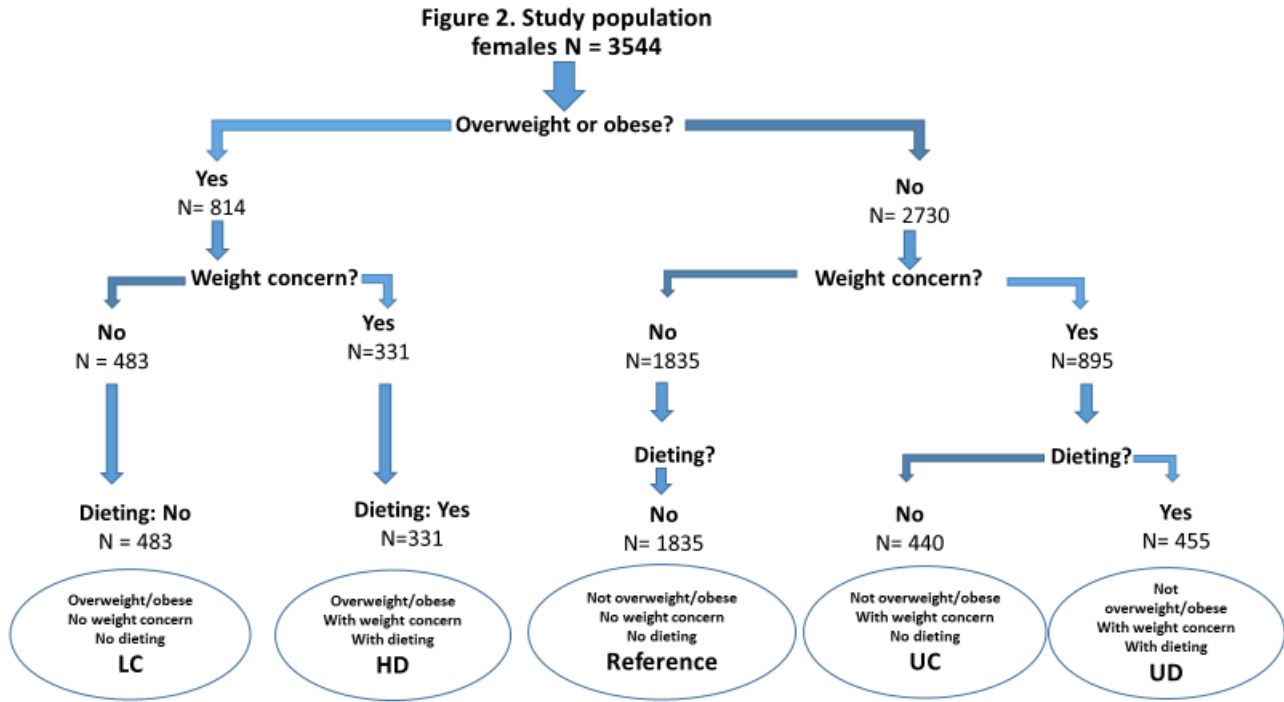 Figure 2. Study population
females N = 3544
Overweight or obese?
Yes
N= 814
No
N= 2730
Weight concern?
Weight concern?
No
N = 483
Yes
N=331
No
N=1835
Yes
N=895
Dieting?
Dieting?
Dieting: No
N = 483
Dieting: Yes
N=331
No
N= 1835
No
N= 440
Yes
N= 455
Overweight/obese
No weight concern
No dieting
LC
Overweight/obese
With weight concern
With dieting
HD
Not overweight/obese
No weight concern
No dieting
Reference
Not overweight/obese
With weight concern
No dieting
UC
Not
overweight/obese
With weight concern
With dieting
UD